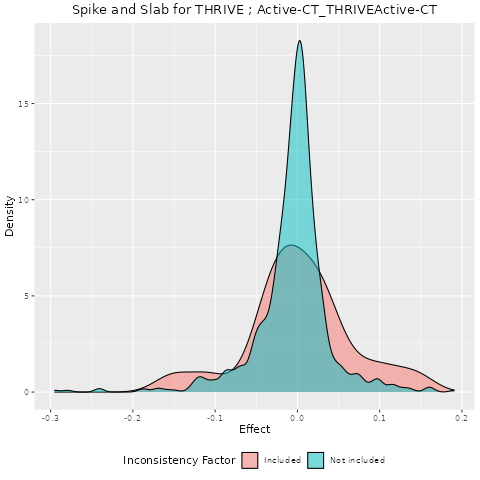 Spike and Slab for THRIVE ; Active-CT_THRIVEActive-CT
Density
15
10
5
0
-0.3 -0.2 -0.1 0.0 0.1 0.2
Effect
Inconsistency Factor Included Not included